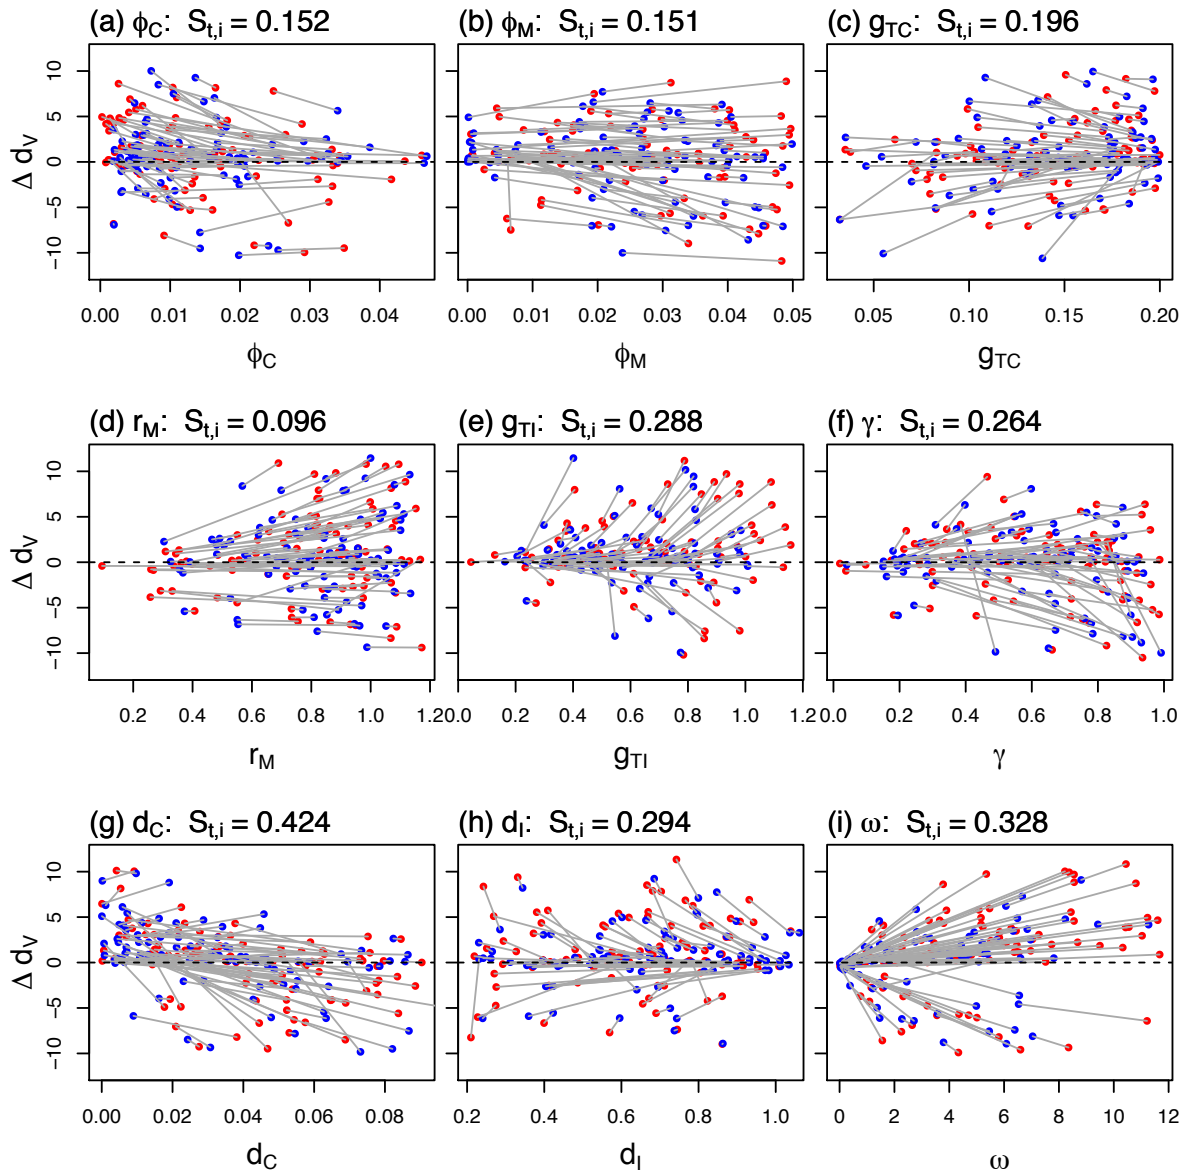 (a) ϕC: St,i = 0.152
(b) ϕM: St,i = 0.151
(c) gTC: St,i = 0.196
Δ dV
10
5
0
−5
−10
0.00 0.01 0.02 0.03 0.04
0.00 0.01 0.02 0.03 0.04 0.05
0.05 0.10 0.15 0.20
ϕC
ϕM
gTC
(d) rM: St,i = 0.096
(e) gTI: St,i = 0.288
(f) γ: St,i = 0.264
Δ dV
10
5
0
−5
−10
0.2 0.4 0.6 0.8 1.0 1.2
0.0 0.2 0.4 0.6 0.8 1.0 1.2
0.0 0.2 0.4 0.6 0.8 1.0
rM
gTI
γ
(g) dC: St,i = 0.424
(h) dI: St,i = 0.294
(i) ω: St,i = 0.328
Δ dV
10
5
0
−5
−10
0.00 0.02 0.04 0.06 0.08
0.2 0.4 0.6 0.8 1.0
0 2 4 6 8 10 12
dC
dI
ω